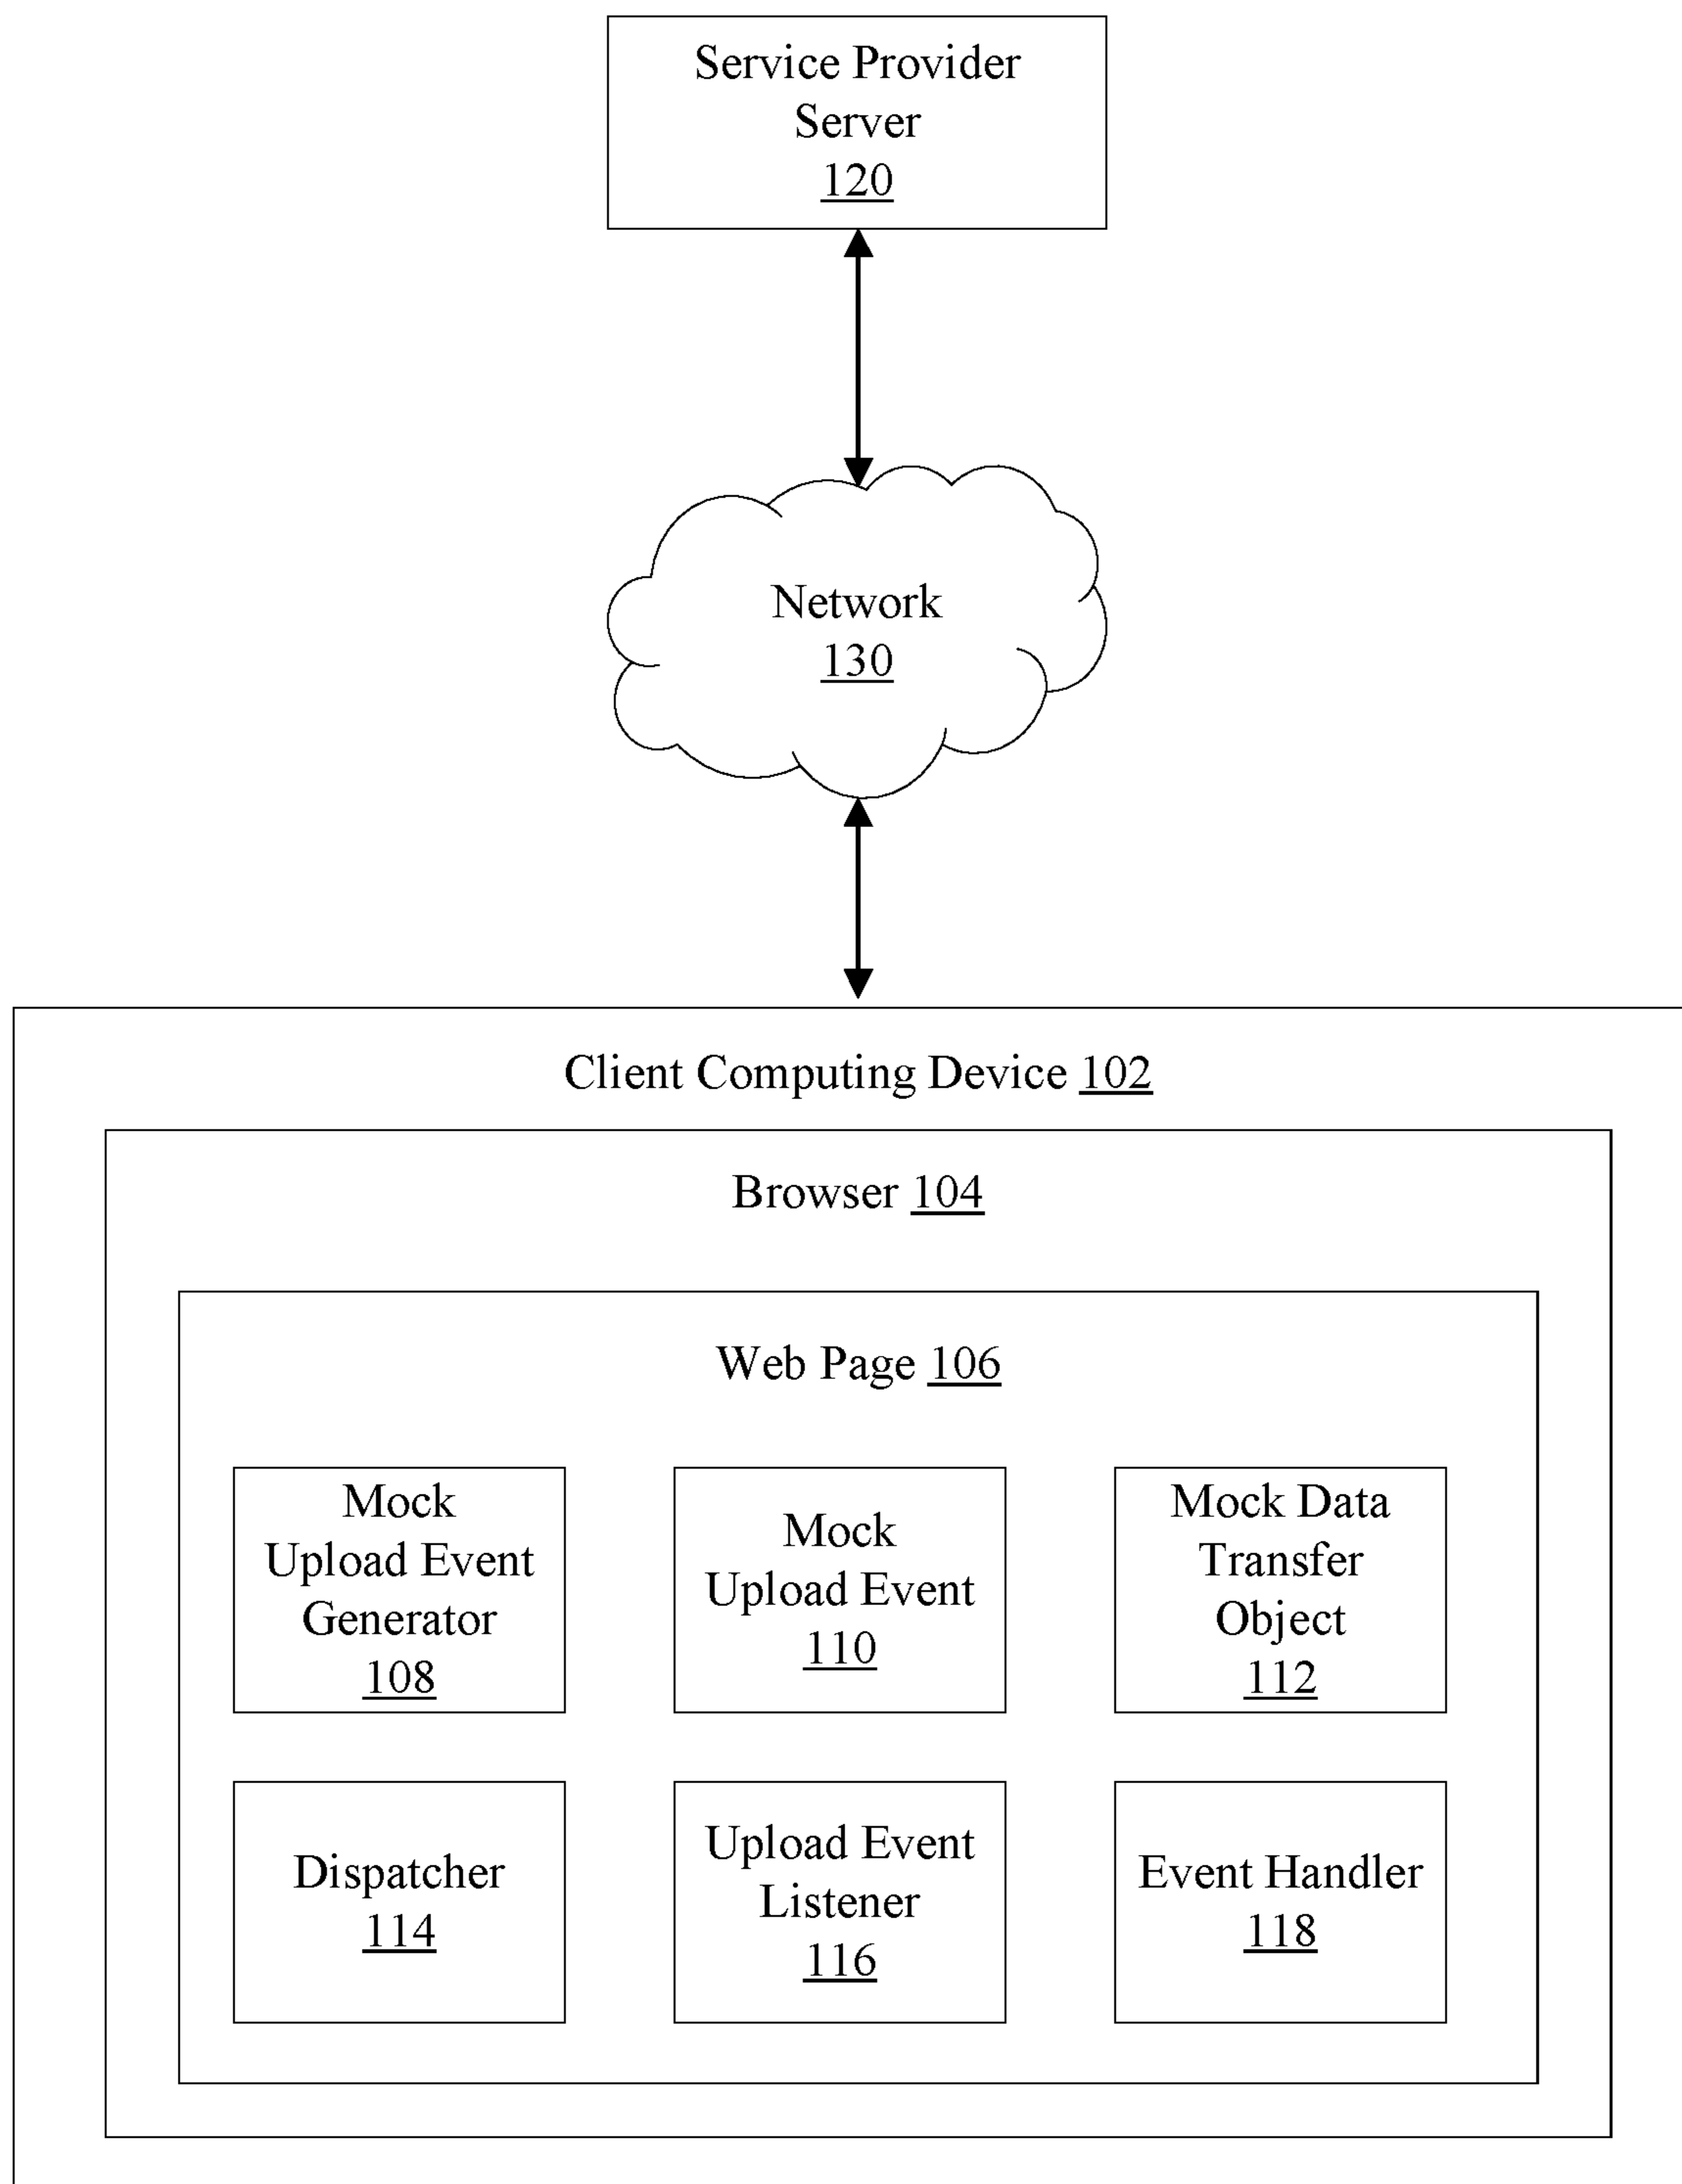 Service Provider
Server
120
Network
130
Client Computing Device 102
Browser 104
Web Page 106
Mock
Upload Event
Generator
108
Mock
Upload Event
110
Mock Data
Transfer
Object
112
Dispatcher
114
Upload Event
Listener
116
Event Handler
118